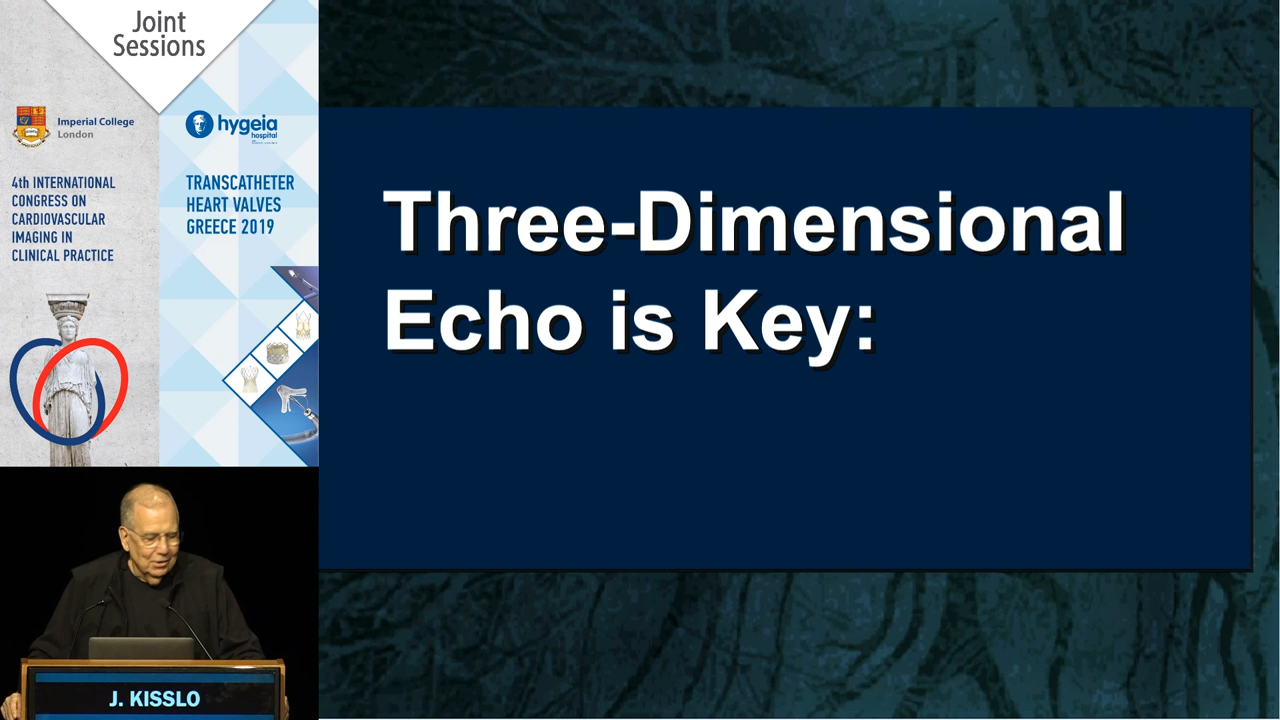 Joint
Sessions
Imperial College
London
hygeia
hospital
4th INTERNATIONAL
CONGRESS ON
CARDIOVASCULAR
IMAGING IN
CLINICAL PRACTICE
TRANSCATHETER
HEART VALVES
GREECE 2019
Three-Dimensional
Echo is Key:
J. KISSLO